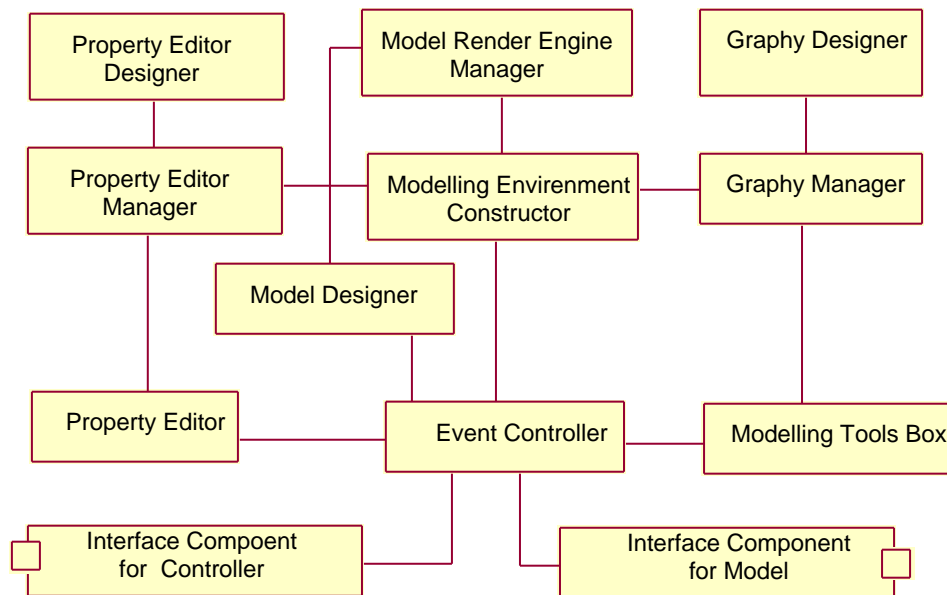 Property Editor
Designer
Model Render Engine
Manager
Graphy Designer
Property Editor
Manager
Modelling Envirenment
Constructor
Graphy Manager
Model Designer
Property Editor
Event Controller
Modelling Tools Box
Interface Compoent
for  Controller
Interface Component
for Model